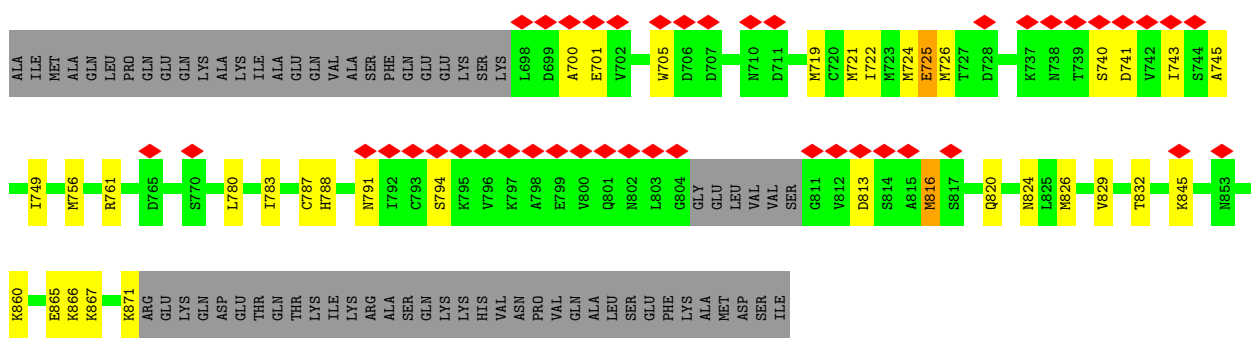 ALA ILE MET ALA GLN LEU PRO GLN GLU GLU GLN LYS ALA LYS ILE ALA GLU GLN VAL ALA SER PHE GLN GLU GLU LYS SER LYS L698 D699 A700 E701 V702 W705 D706 D707 N710 D711 M719 C720 M721 I722 M723 M724 E725 M726 T727 D728 K737 N738 T739 S740 D741 V742 I743 S744 A745
I749 M756 R761 D765 S770 L780 I783 C787 H788 N791 I792 C793 S794 K795 V796 K797 A798 E799 V800 Q801 N802 L803 G804 GLY GLU LEU VAL VAL SER G811 V812 D813 S814 A815 M816 S817 Q820 N824 L825 M826 V829 T832 K845 N853
K860 E865 K866 K867 K871 ARG GLU LYS GLN ASP GLU THR GLN THR LYS ILE LYS ARG ALA SER GLN LYS LYS HIS VAL ASN PRO VAL GLN ALA LEU SER GLU PHE LYS ALA MET ASP SER ILE